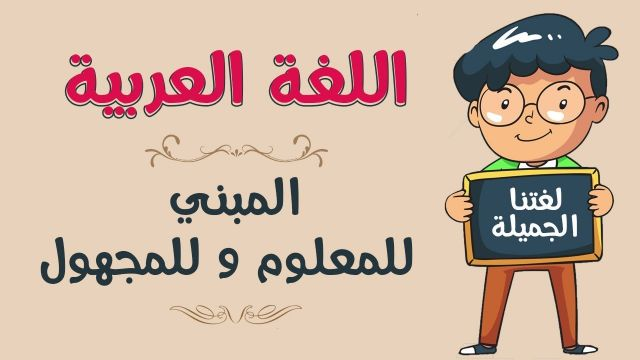 اللغة العربية
المبني
للمعلوم و للمجهول
لغتنا
الجميلة